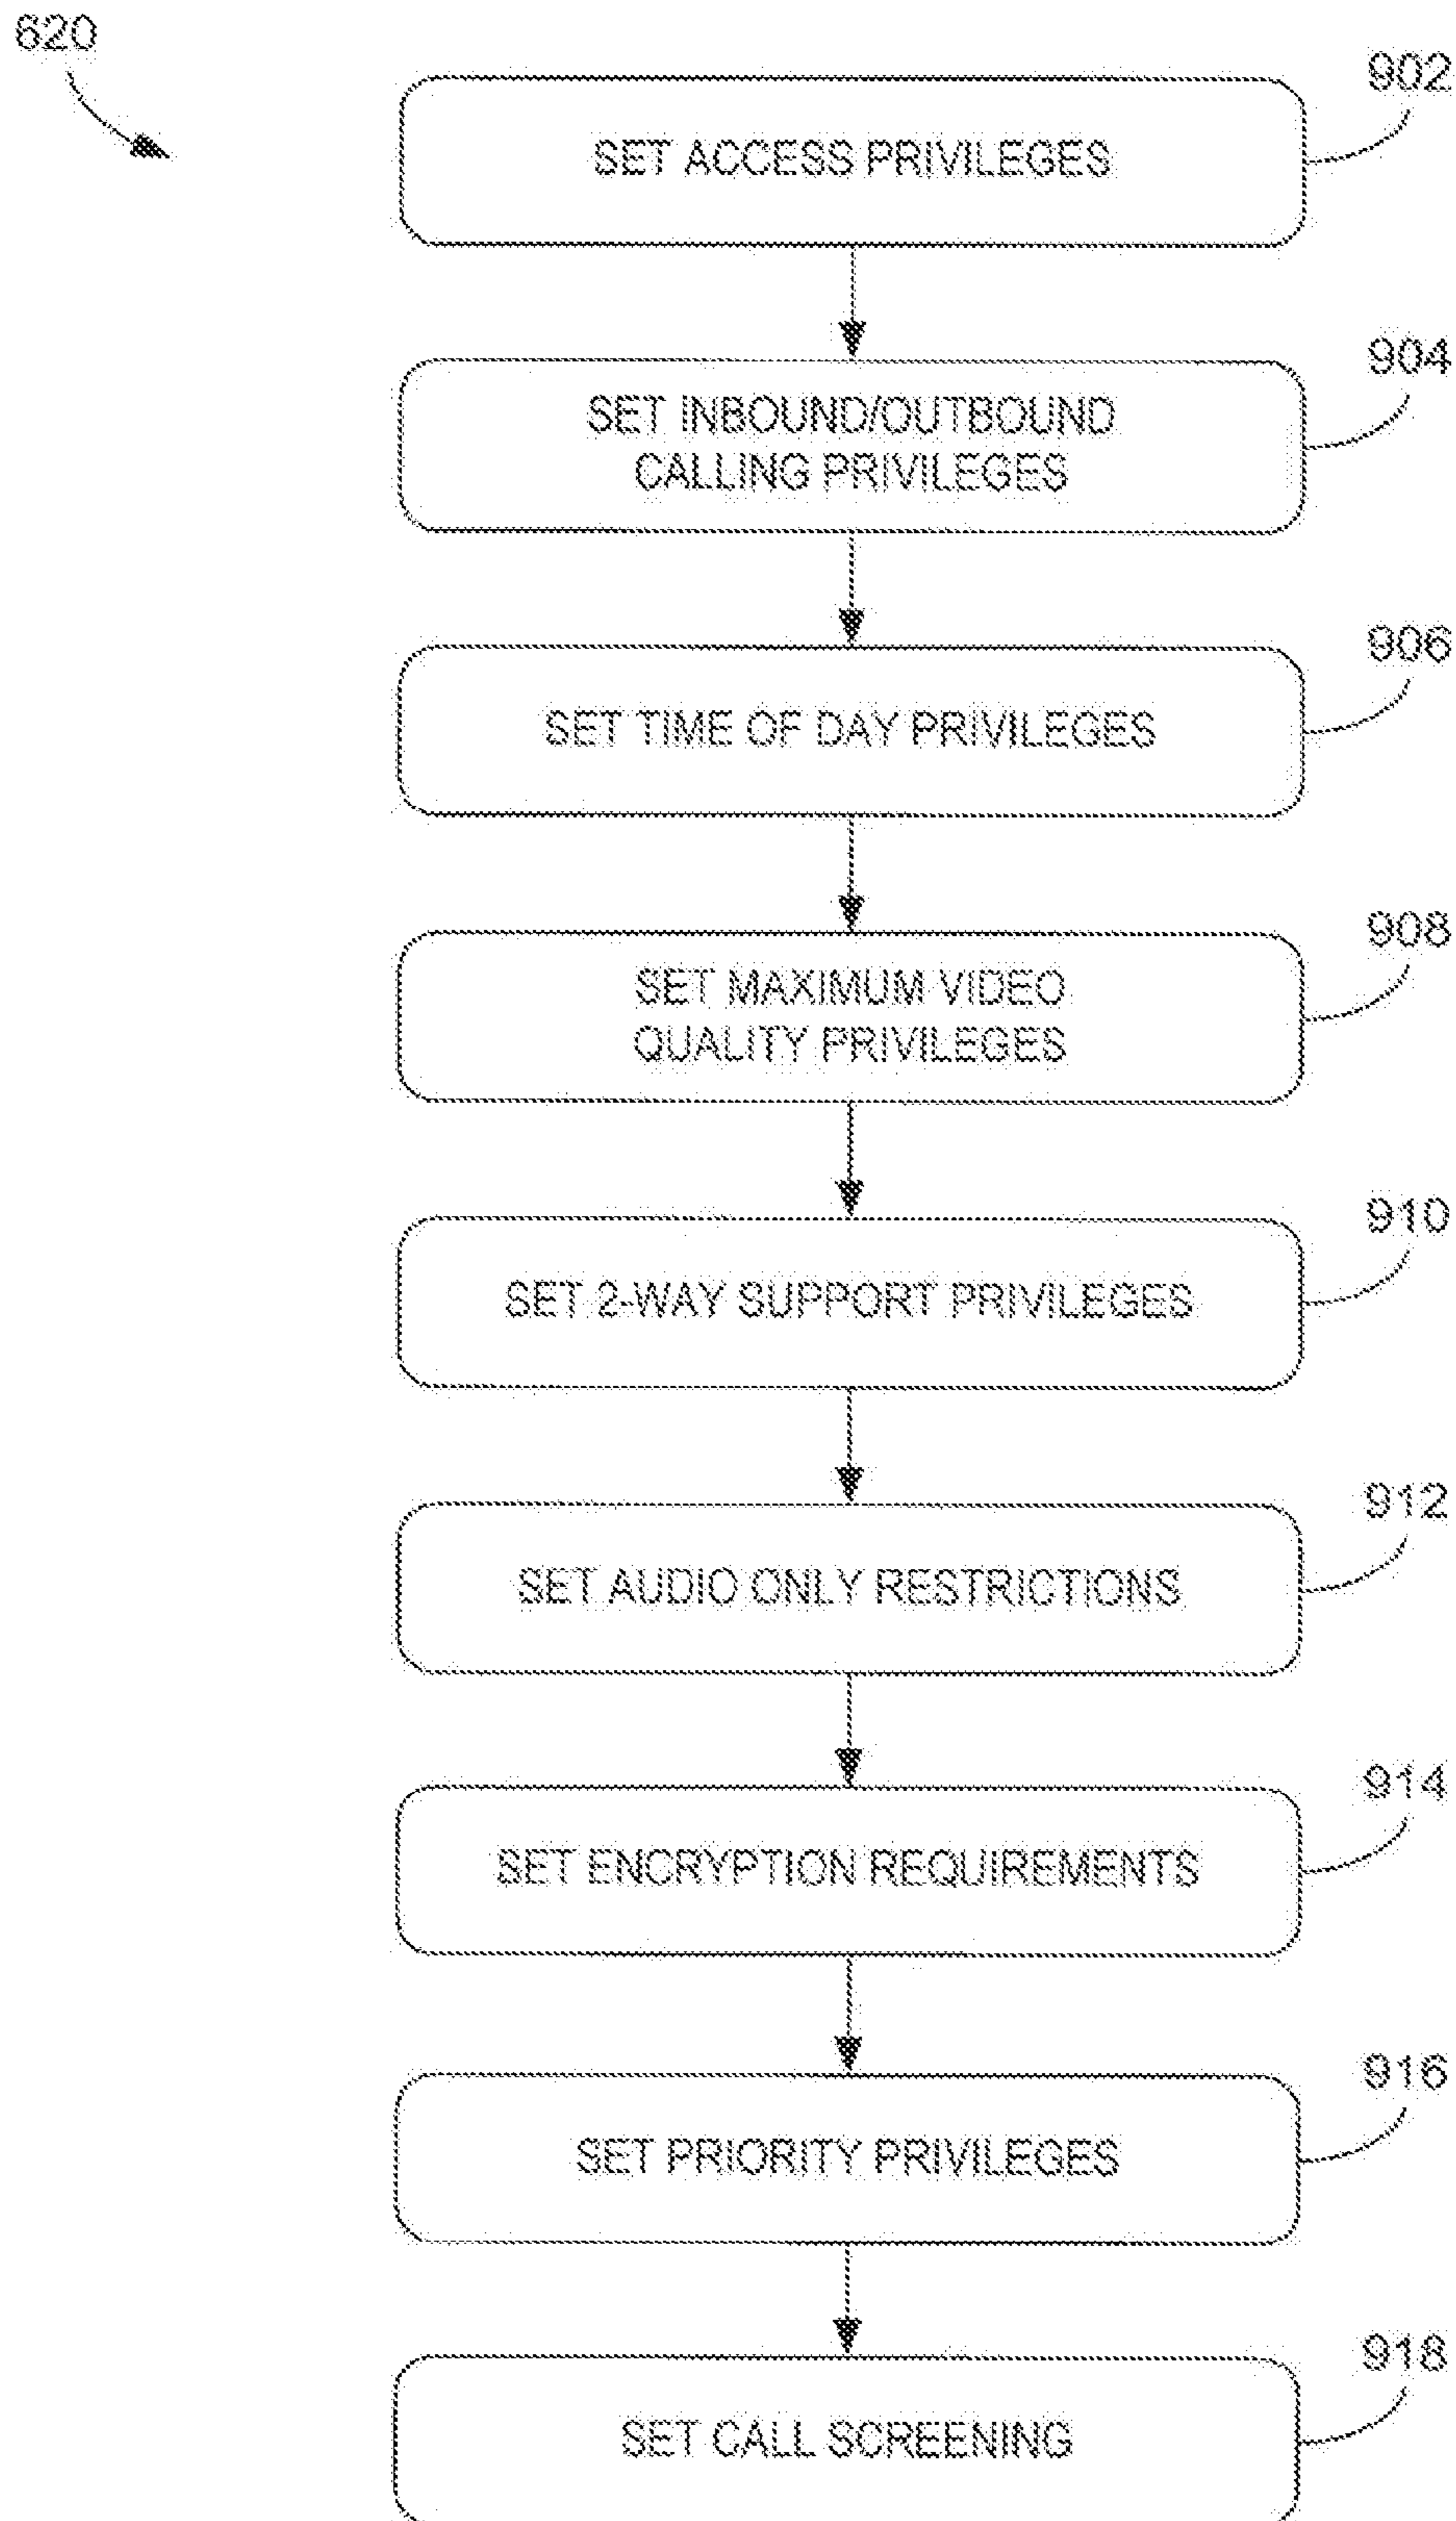 620
902
SET ACCESS PRIVILEGES
904
SET INBOUND/OUTBOUND
CALLING PRIVILEGES
906
SET TIME OF DAY PRIVILEGES
908
SET MAXIMUM VIDEO
QUALITY PRIVILEGES
910
SET 2-WAY SUPPORT PRIVILEGES
912
SET AUDIO ONLY RESTRICTIONS
914
SET ENCRYPTION REQUIREMENTS
916
SET PRIORITY PRIVILEGES
918
SET CALL SCREENING